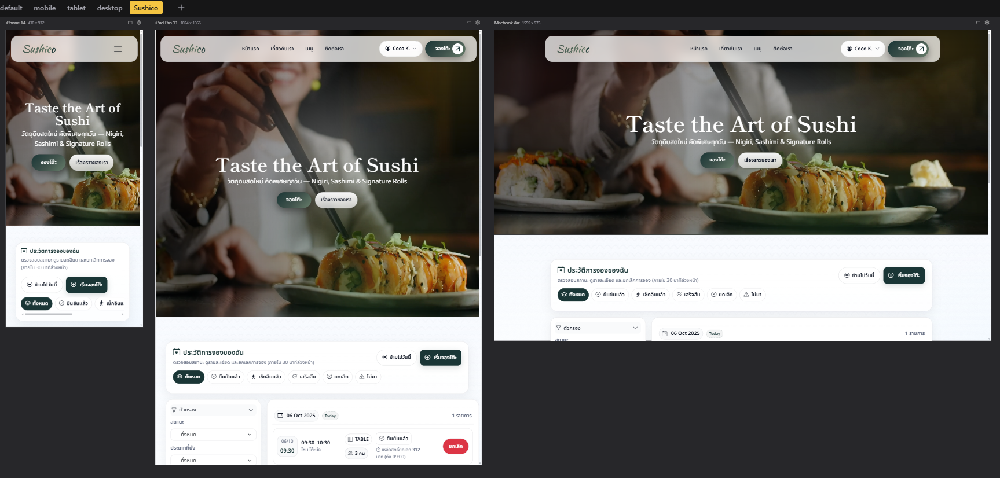 default mobile tablet desktop Sushico +
iPhone 14 430 x 932
Sushico
Taste the Art of
Sushi
วัตถุดิบสดใหม่ คัดพิเศษทุกวัน — Nigiri,
Sashimi & Signature Rolls
จองโต๊ะ เรื่องราวของเรา
ประวัติการจองของฉัน
ตรวจสอบสถานะ ดูรายละเอียด และยกเลิกการจอง
(ภายใน 30 นาทีล่วงหน้า)
ข้ามไปวันนี้ เริ่มจองโต๊ะ
ทั้งหมด ยืนยันแล้ว เช็กอินแล้ว
iPad Pro 11 1024 x 1366
Sushico หน้าแรก เกี่ยวกับเรา เมนู ติดต่อเรา Coco K. จองโต๊ะ
Taste the Art of Sushi
วัตถุดิบสดใหม่ คัดพิเศษทุกวัน — Nigiri, Sashimi & Signature Rolls
จองโต๊ะ เรื่องราวของเรา
ประวัติการจองของฉัน
ตรวจสอบสถานะ ดูรายละเอียด และยกเลิกการจอง (ภายใน 30 นาทีล่วงหน้า)
ข้ามไปวันนี้ เริ่มจองโต๊ะ
ทั้งหมด ยืนยันแล้ว เช็กอินแล้ว เสร็จสิ้น ยกเลิก ไม่มา
ตัวกรอง
สถานะ
— ทั้งหมด —
ประเภทที่นั่ง
— ทั้งหมด —
06 Oct 2025 Today 1 รายการ
06/10
09:30
09:30–10:30
โซน โต๊ะนั่ง
TABLE
3 คน
ยืนยันแล้ว
เหลือสิทธิ์ยกเลิก 312
นาที (ถึง 09:00)
ยกเลิก
Macbook Air 1559 x 975
Sushico หน้าแรก เกี่ยวกับเรา เมนู ติดต่อเรา Coco K. จองโต๊ะ
Taste the Art of Sushi
วัตถุดิบสดใหม่ คัดพิเศษทุกวัน — Nigiri, Sashimi & Signature Rolls
จองโต๊ะ เรื่องราวของเรา
ประวัติการจองของฉัน
ตรวจสอบสถานะ ดูรายละเอียด และยกเลิกการจอง (ภายใน 30 นาทีล่วงหน้า)
ข้ามไปวันนี้ เริ่มจองโต๊ะ
ทั้งหมด ยืนยันแล้ว เช็กอินแล้ว เสร็จสิ้น ยกเลิก ไม่มา
ตัวกรอง
สถานะ
06 Oct 2025 Today 1 รายการ